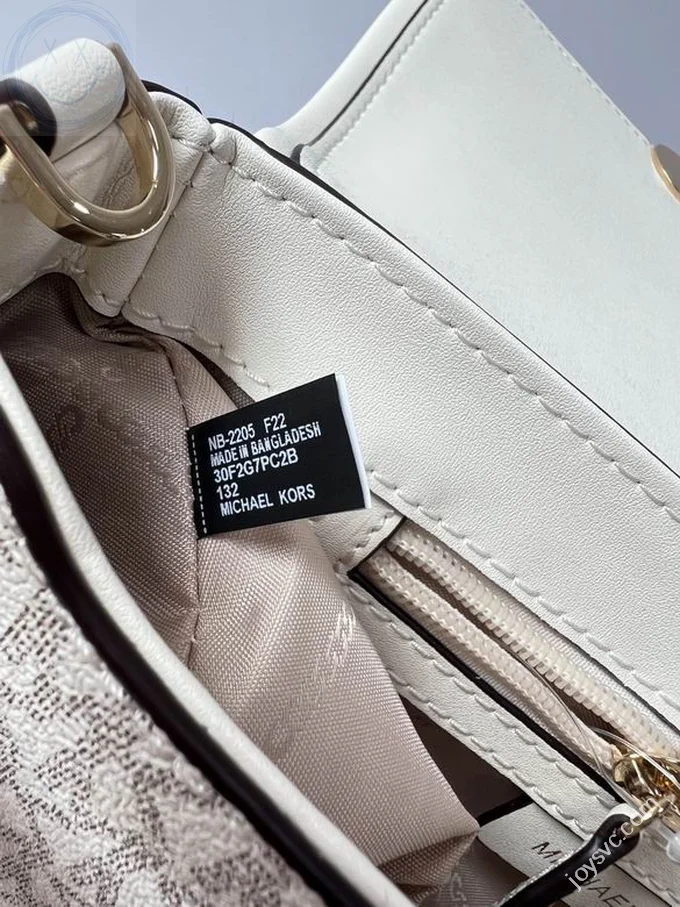 NB-2205 F22
MADE IN BANGLADESH
30F2G7PC2B
132
MICHAEL KORS
joysvc.com